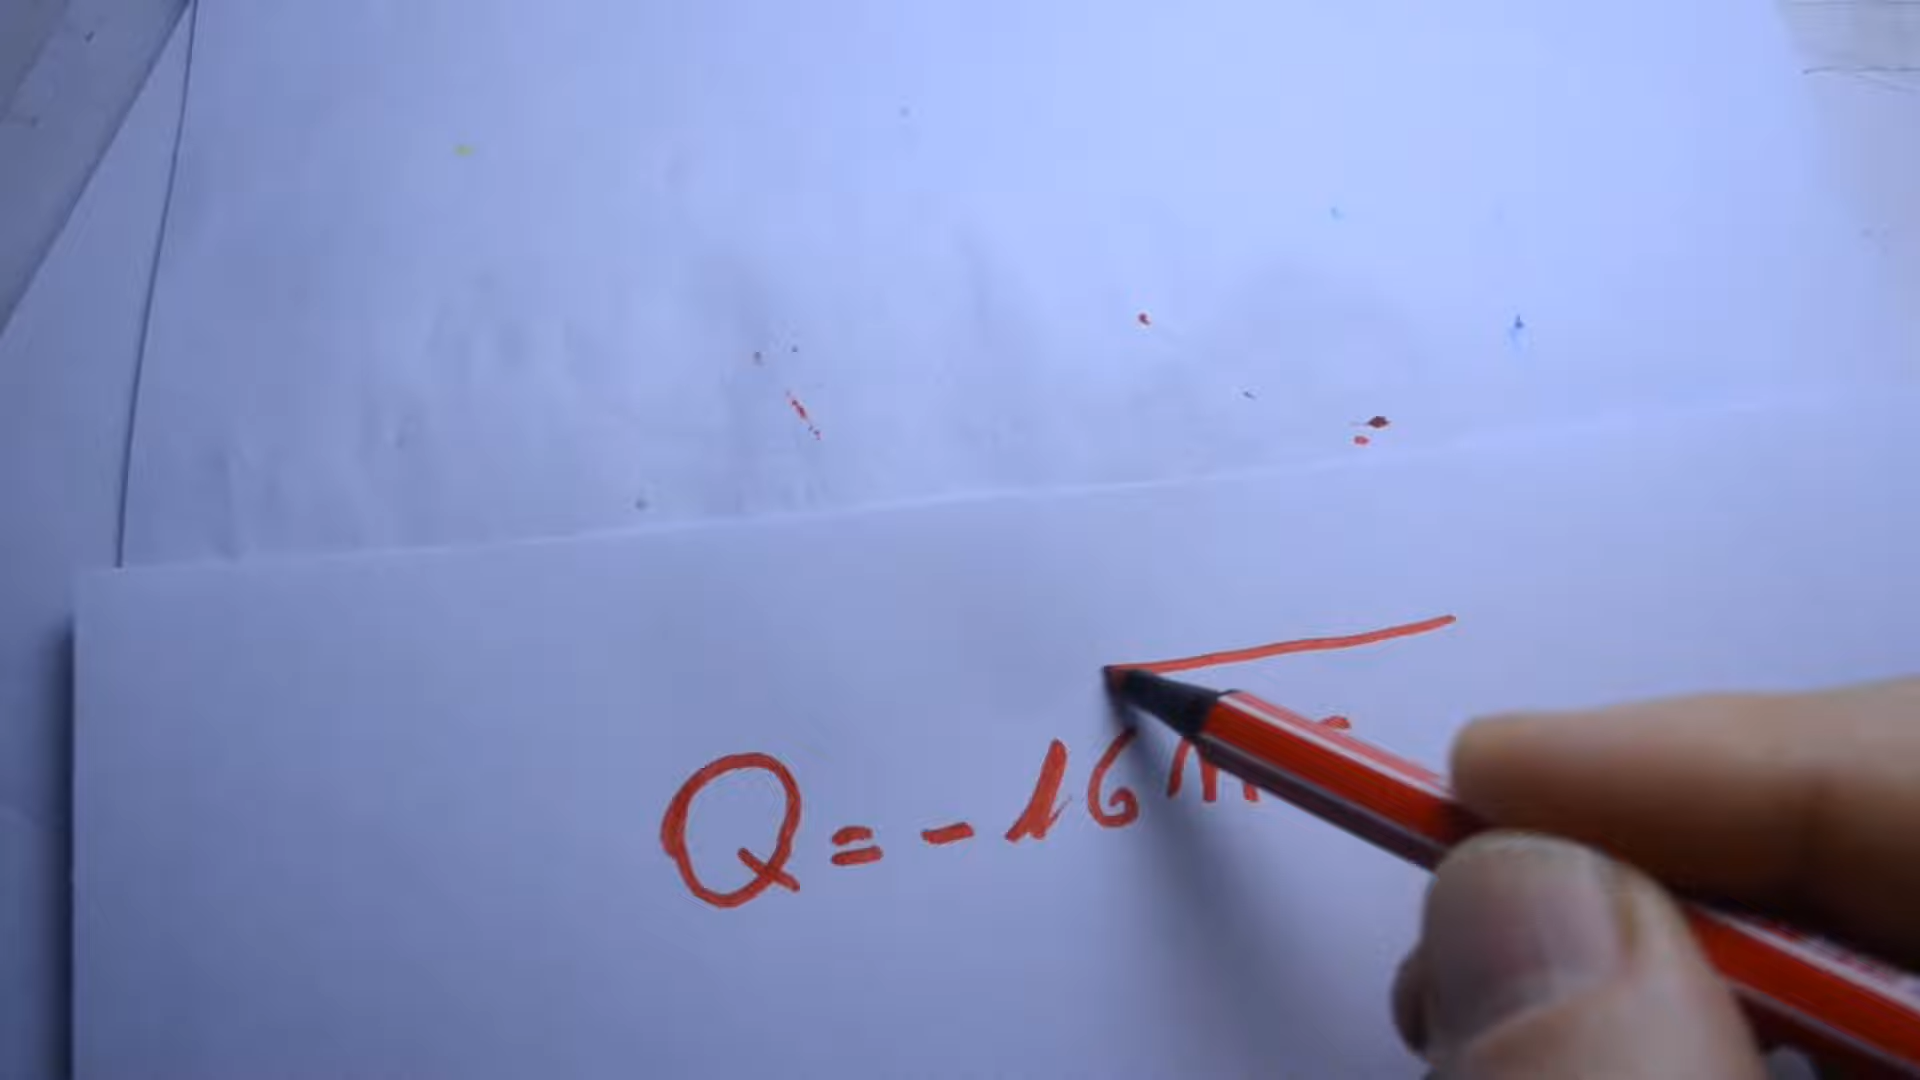 Q = - 16